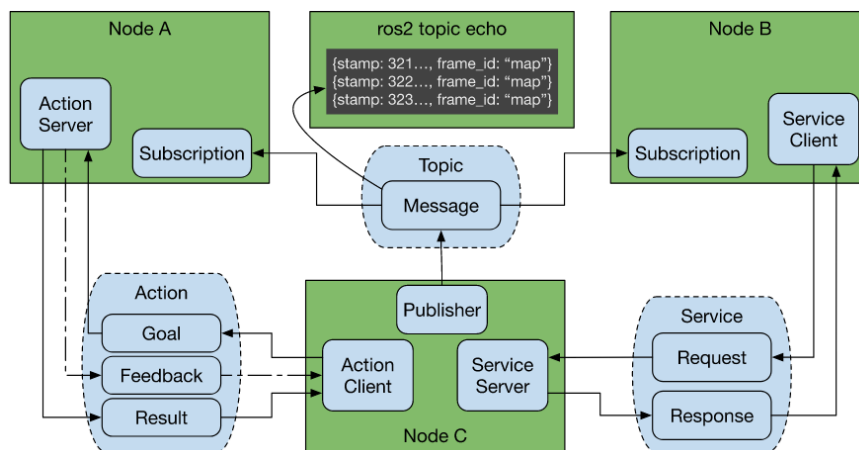 Node A
ros2 topic echo
Node B
{stamp: 321…, frame_id: “map”}
{stamp: 322…, frame_id: “map”}
{stamp: 323…, frame_id: “map”}
Action
Server
Subscription
Subscription
Service
Client
Topic
Message
Action
Goal
Feedback
Result
Publisher
Action
Client
Service
Server
Node C
Service
Request
Response